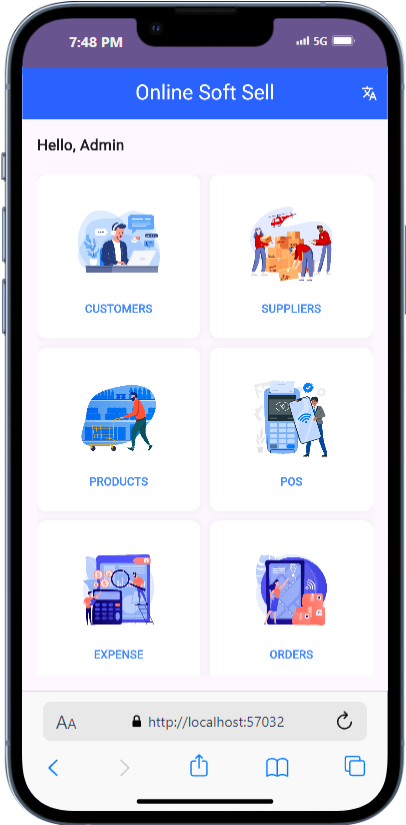 7:48 PM 5G
Online Soft Sell
Hello, Admin
CUSTOMERS SUPPLIERS
PRODUCTS POS
EXPENSE ORDERS
AA http://localhost:57032